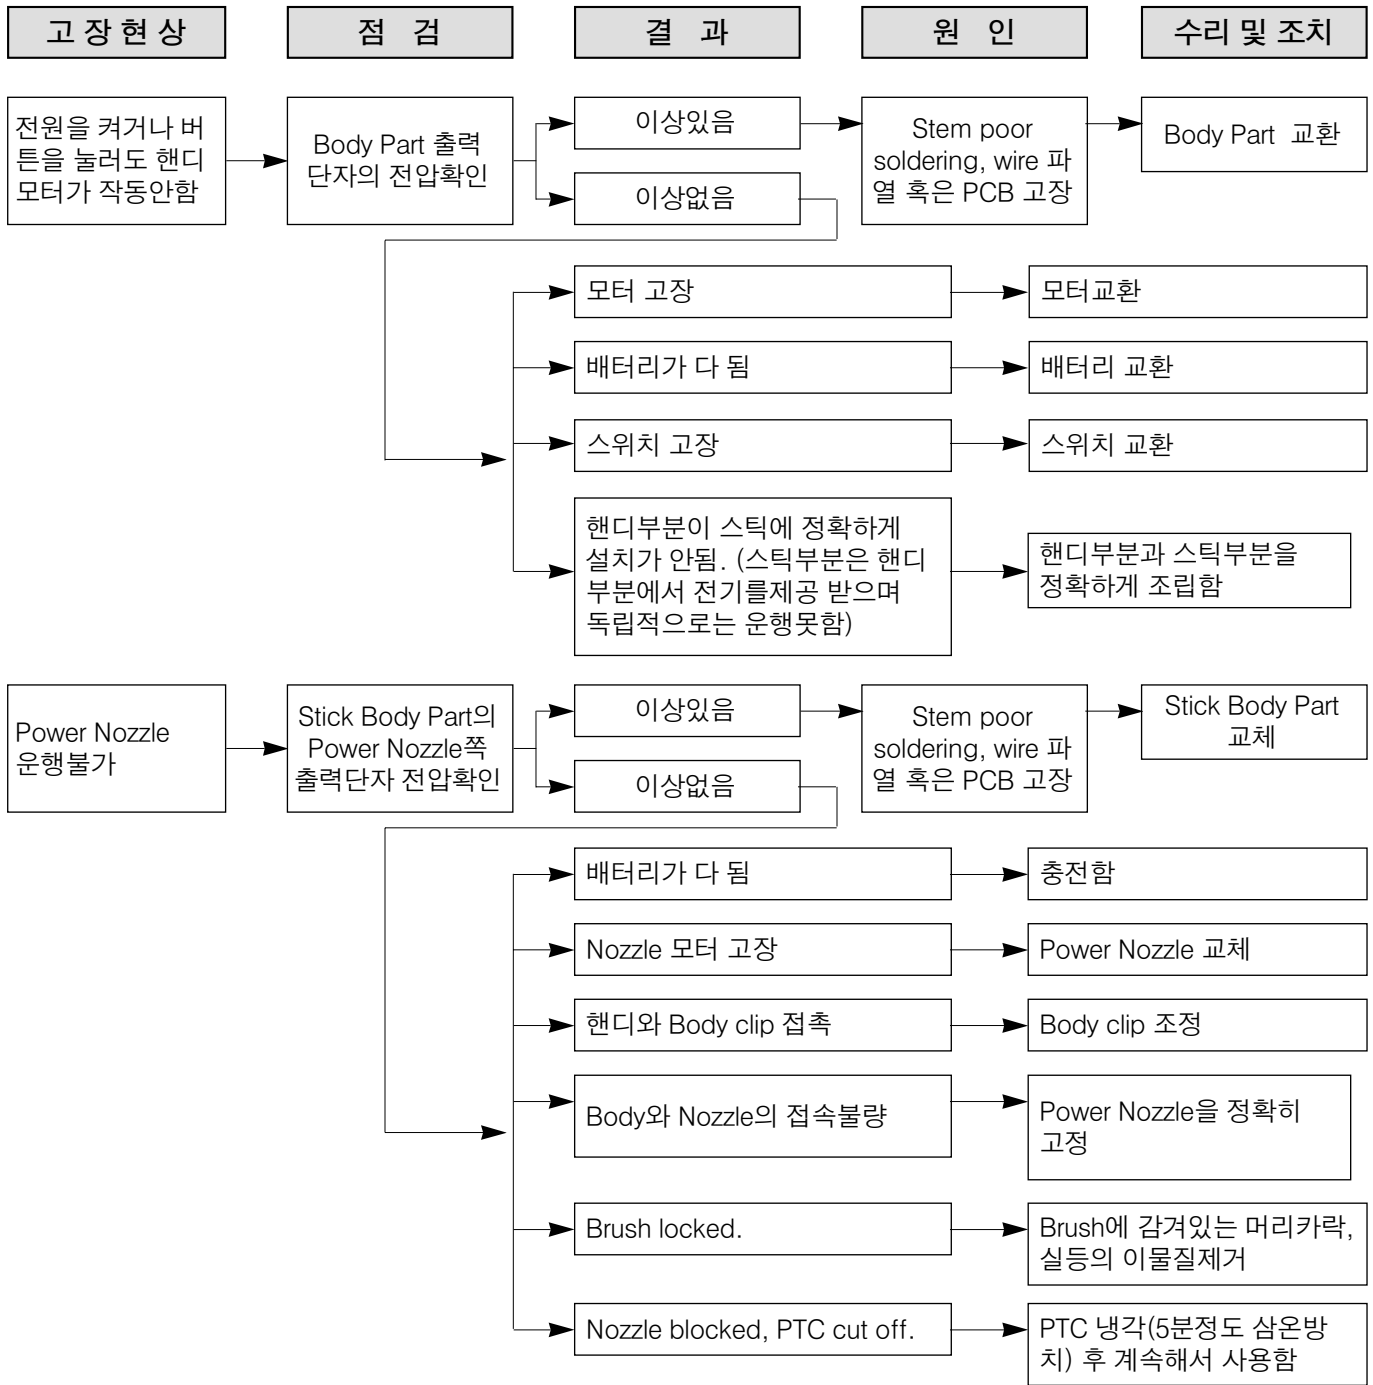 고 장 현 상
점 검
결 과
원 인
수리 및 조치
전원을 켜거나 버
튼을 눌러도 핸디
모터가 작동안함
Body Part 출력
단자의 전압확인
이상있음
이상없음
Stem poor
soldering, wire 파
열 혹은 PCB 고장
Body Part 교환
모터 고장
모터교환
배터리가 다 됨
배터리 교환
스위치 고장
스위치 교환
핸디부분이 스틱에 정확하게
설치가 안됨. (스틱부분은 핸디
부분에서 전기를제공 받으며
독립적으로는 운행못함)
핸디부분과 스틱부분을
정확하게 조립함
Power Nozzle
운행불가
Stick Body Part의
Power Nozzle쪽
출력단자 전압확인
이상있음
이상없음
Stem poor
soldering, wire 파
열 혹은 PCB 고장
Stick Body Part
교체
배터리가 다 됨
충전함
Nozzle 모터 고장
Power Nozzle 교체
핸디와 Body clip 접촉
Body clip 조정
Body와 Nozzle의 접속불량
Power Nozzle을 정확히
고정
Brush locked.
Brush에 감겨있는 머리카락,
실등의 이물질제거
Nozzle blocked, PTC cut off.
PTC 냉각(5분정도 삼온방
치) 후 계속해서 사용함